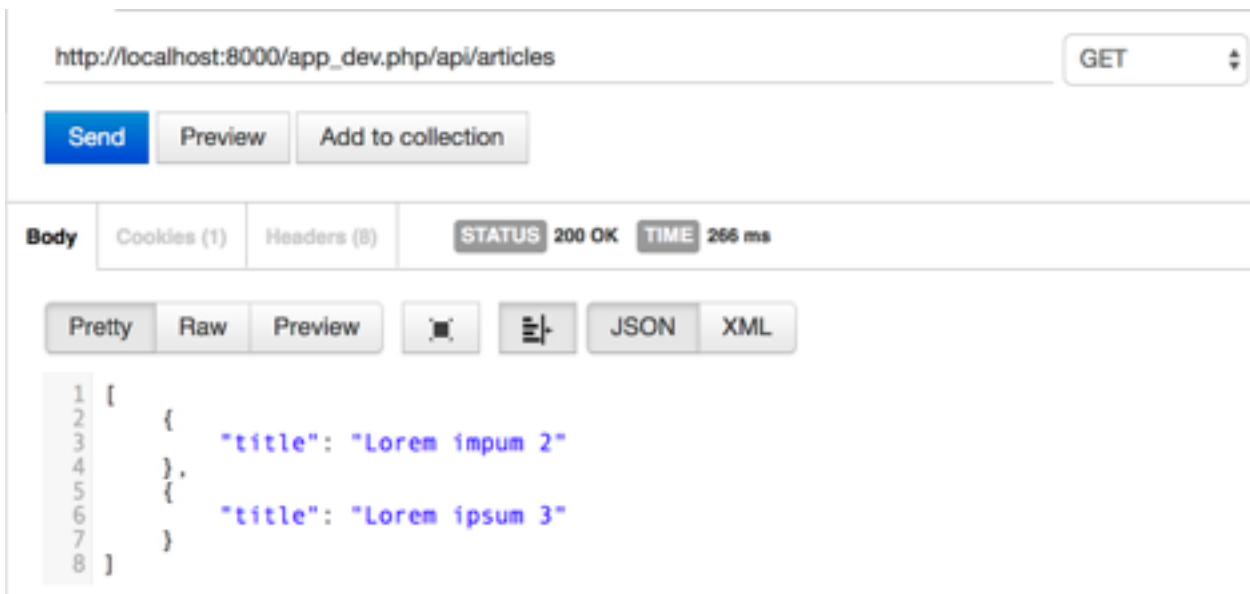 http://localhost:8000/app_dev.php/api/articles GET
Send Preview Add to collection
Body Cookies (1) Headers (8) STATUS 200 OK TIME 266 ms
Pretty Raw Preview JSON XML
1 [
2 {
3 "title": "Lorem impum 2"
4 },
5 {
6 "title": "Lorem ipsum 3"
7 }
8 ]